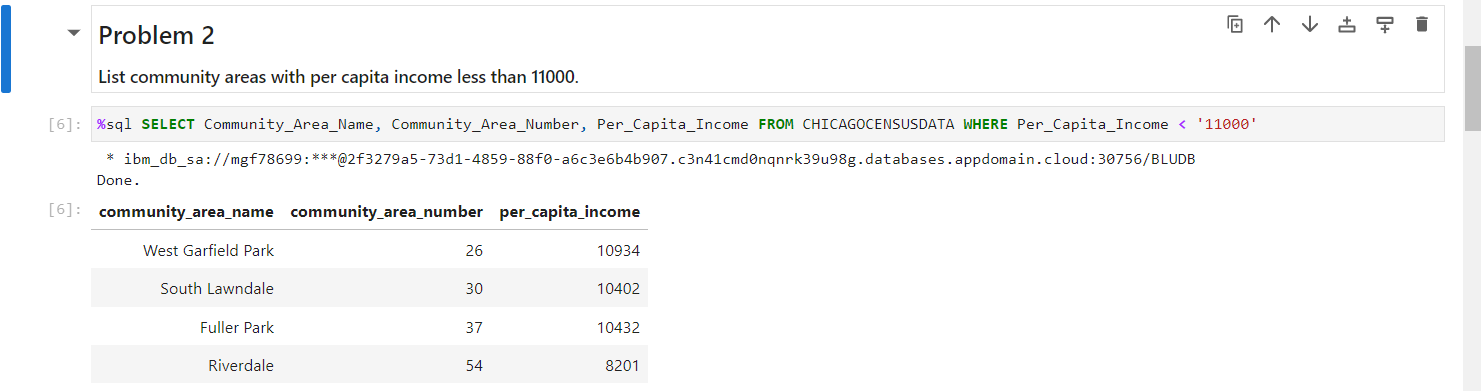 Problem 2
List community areas with per capita income less than 11000.
[6]: %sql SELECT Community_Area_Name, Community_Area_Number, Per_Capita_Income FROM CHICAGOCENSUSDATA WHERE Per_Capita_Income < '11000'
* ibm_db_sa://mgf78699:***@2f3279a5-73d1-4859-88f0-a6c3e6b4b907.c3n41cmd0nqnrk39u98g.databases.appdomain.cloud:30756/BLUDB
Done.
[6]: community_area_name community_area_number per_capita_income
West Garfield Park 26 10934
South Lawndale 30 10402
Fuller Park 37 10432
Riverdale 54 8201